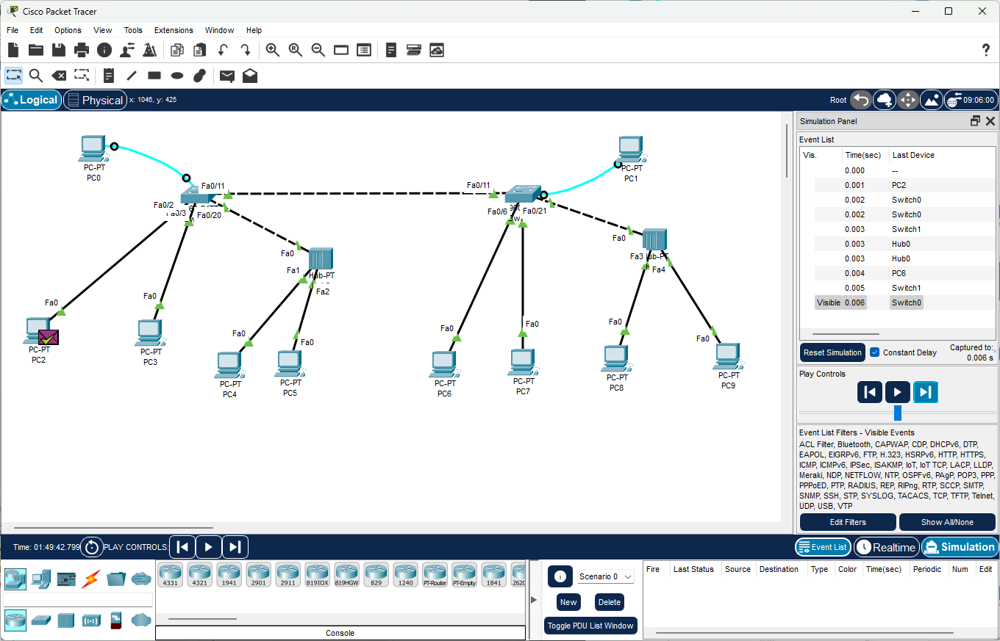 Cisco Packet Tracer
File Edit Options View Tools Extensions Window Help
Logical Physical x: 1046, y: 425 Root 09:06:00
PC-PT
PC0
Fa0/11
Fa0/2
Fa0/3
Fa0/20
Fa0/11
Fa0/6
Fa0/21
PC-PT
PC1
Fa0
Fa1
Hub-PT
Fa2
Fa0
Fa3
Fa4
Fa0
PC-PT
PC2
Fa0
PC-PT
PC3
Fa0
PC-PT
PC4
Fa0
PC-PT
PC5
Fa0
PC-PT
PC6
Fa0
PC-PT
PC7
Fa0
PC-PT
PC8
Fa0
PC-PT
PC9
Simulation Panel
Event List
Vis. Time(sec) Last Device
0.000 --
0.001 PC2
0.002 Switch0
0.002 Switch0
0.003 Switch1
0.003 Hub0
0.003 Hub0
0.004 PC6
0.005 Switch1
Visible 0.006 Switch0
Reset Simulation Constant Delay Captured to:
0.006 s
Play Controls
Event List Filters - Visible Events
ACL Filter, Bluetooth, CAPWAP, CDP, DHCPv6, DTP,
EAPOL, EIGRPv6, FTP, H.323, HSRPv6, HTTP, HTTPS,
ICMP, ICMPv6, IPSec, ISAKMP, IoT, IoT TCP, LACP, LLDP,
Meraki, NDP, NETFLOW, NTP, OSPFv6, PAgP, POP3, PPP,
PPPoED, PTP, RADIUS, REP, RIPng, RTP, SCCP, SMTP,
SNMP, SSH, STP, SYSLOG, TACACS, TCP, TFTP, Telnet,
UDP, USB, VTP
Edit Filters Show All/None
Time: 01:49:42.799 PLAY CONTROLS: Event List Realtime Simulation
4331 4321 1941 2901 2911 819IOX 819HGW 829 1240 PT-Router PT-Empty 1841 2620
Console
Scenario 0
New Delete
Toggle PDU List Window
Fire Last Status Source Destination Type Color Time(sec) Periodic Num Edit